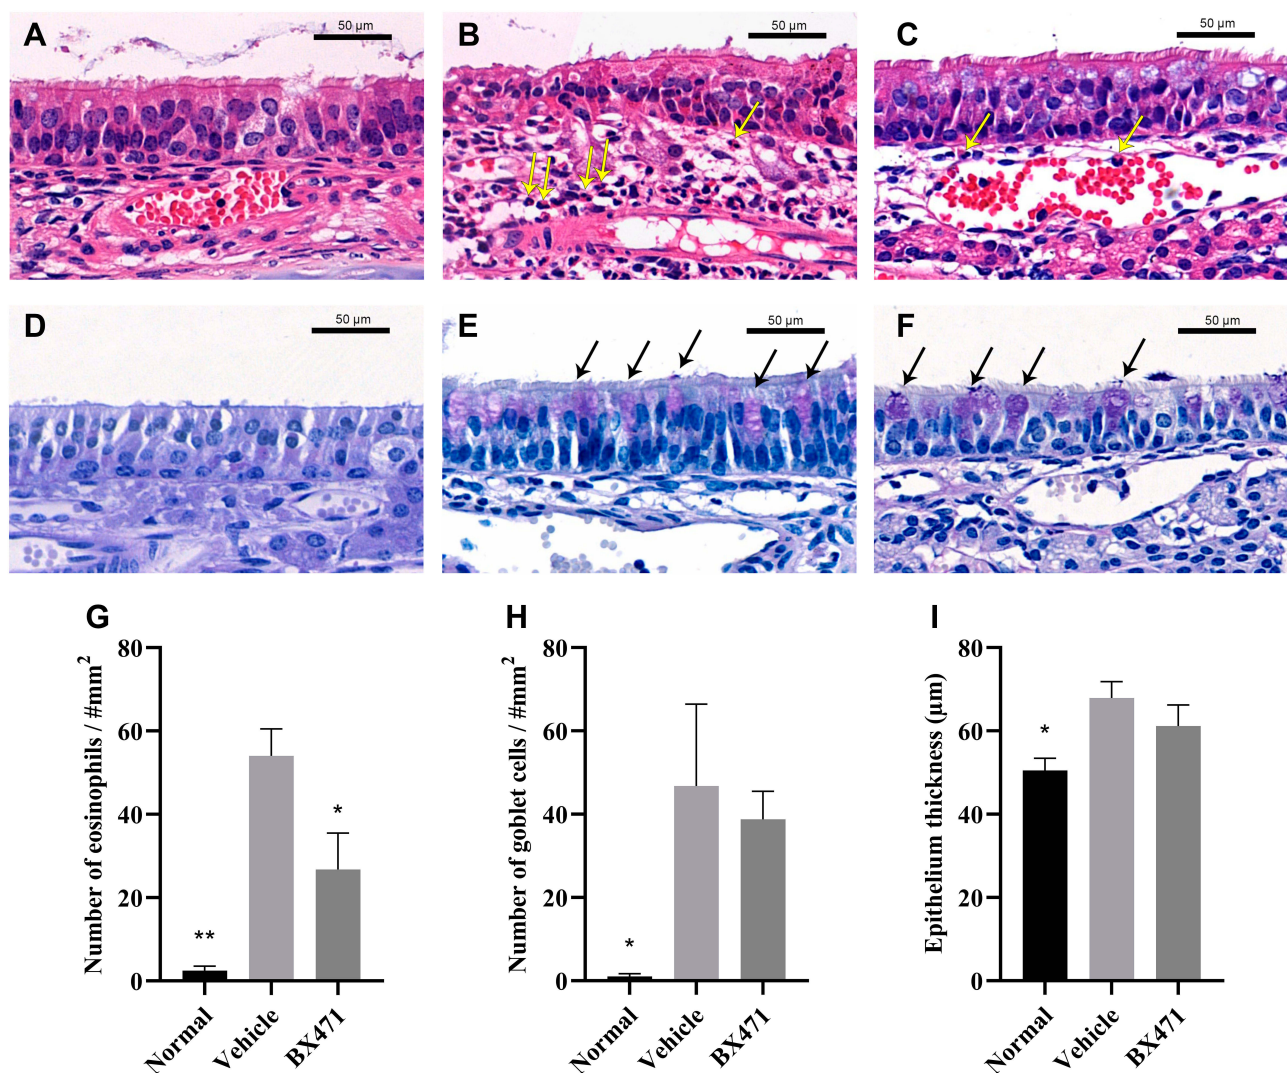 A
50 µm
B
50 µm
C
50 µm
D
50 µm
E
50 µm
F
50 µm
G
Number of eosinophils / #mm²
80
60
40
20
0
**
*
Normal
Vehicle
BX471
H
Number of goblet cells / #mm²
80
60
40
20
0
*
Normal
Vehicle
BX471
I
Epithelium thickness (µm)
80
60
40
20
0
*
Normal
Vehicle
BX471